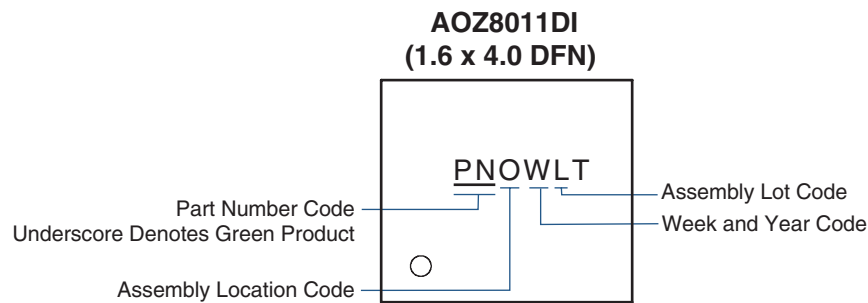 AOZ8011DI
(1.6 x 4.0 DFN)
PNOWLT
Assembly Lot Code
Part Number Code
Week and Year Code
Underscore Denotes Green Product
Assembly Location Code